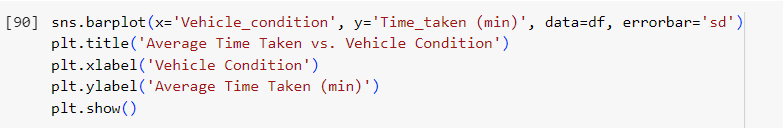 [90] sns.barplot(x='Vehicle_condition', y='Time_taken (min)', data=df, errorbar='sd')
plt.title('Average Time Taken vs. Vehicle Condition')
plt.xlabel('Vehicle Condition')
plt.ylabel('Average Time Taken (min)')
plt.show()